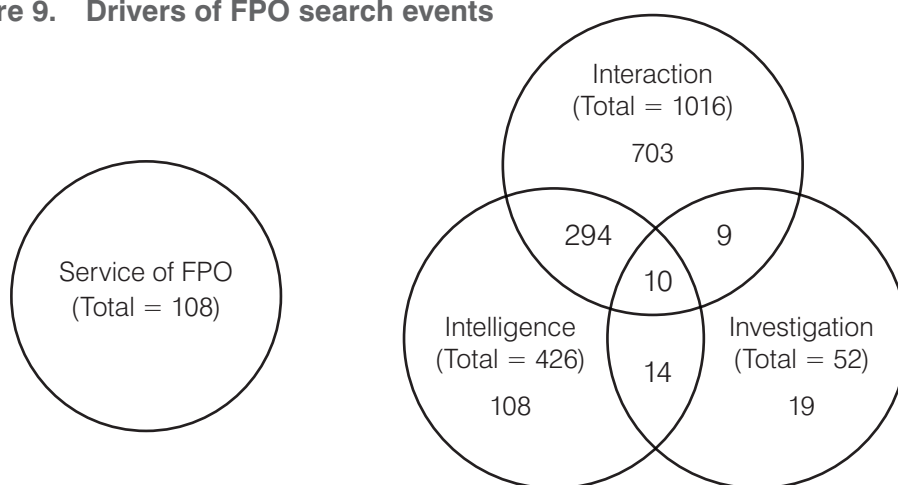 re 9. Drivers of FPO search events
Interaction
(Total = 1016)
703
294
9
10
Service of FPO
(Total = 108)
Intelligence
(Total = 426)
108
14
Investigation
(Total = 52)
19